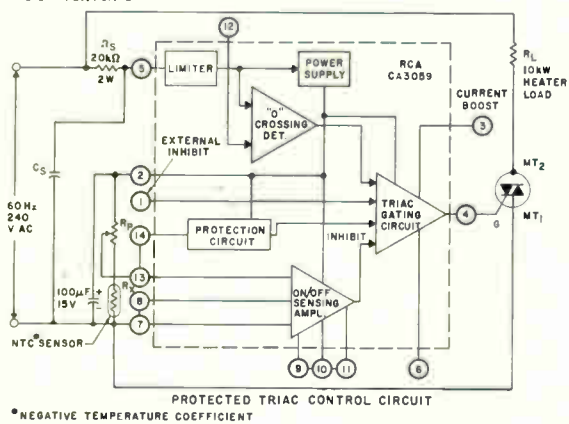 RS
20kΩ
2W
5
LIMITER
12
POWER
SUPPLY
RCA
CA3059
RL
10KW
HEATER
LOAD
"0"
CROSSING
DET.
CURRENT
BOOST
3
EXTERNAL
INHIBIT
CS
2
1
MT2
60Hz
240
V AC
RP
14
PROTECTION
CIRCUIT
TRIAC
GATING
CIRCUIT
4
G
MT1
INHIBIT
13
100µF
15V
+
-
RX
8
7
ON/OFF
SENSING
AMPL.
NTC* SENSOR
9
10
11
6
PROTECTED TRIAC CONTROL CIRCUIT
*NEGATIVE TEMPERATURE COEFFICIENT